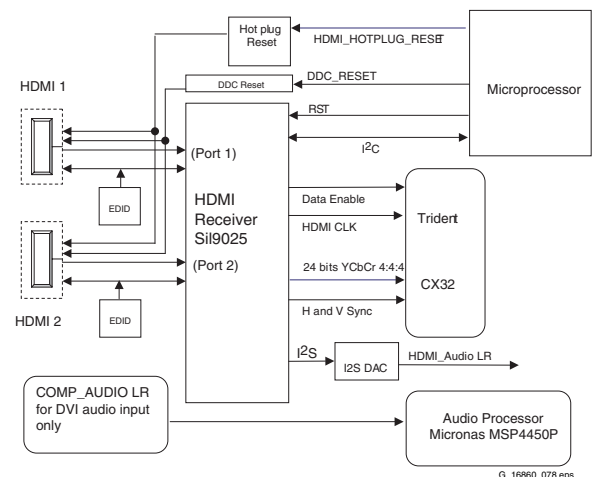 Hot plug
Reset
HDMI_HOTPLUG_RESET
HDMI 1
DDC Reset
DDC_RESET
Microprocessor
RST
I2C
(Port 1)
EDID
HDMI
Receiver
Sil9025
Data Enable
HDMI CLK
Trident
(Port 2)
24 bits YCbCr 4:4:4
CX32
H and V Sync
EDID
HDMI 2
I2S
I2S DAC
HDMI_Audio LR
COMP_AUDIO LR
for DVI audio input
only
Audio Processor
Micronas MSP4450P
G_16860_078.eps